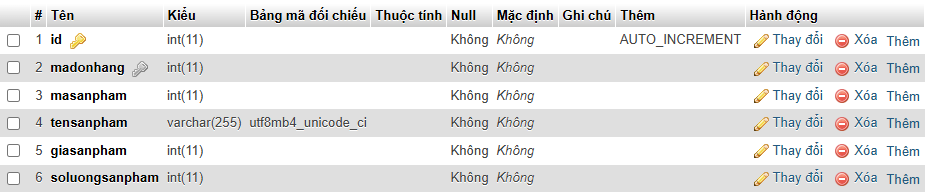 # Tên Kiểu Bảng mã đối chiếu Thuộc tính Null Mặc định Ghi chú Thêm Hành động
1 id int(11) Không Không AUTO_INCREMENT Thay đổi Xóa Thêm
2 madonhang int(11) Không Không Thay đổi Xóa Thêm
3 masanpham int(11) Không Không Thay đổi Xóa Thêm
4 tensanpham varchar(255) utf8mb4_unicode_ci Không Không Thay đổi Xóa Thêm
5 giasanpham int(11) Không Không Thay đổi Xóa Thêm
6 soluongsanpham int(11) Không Không Thay đổi Xóa Thêm